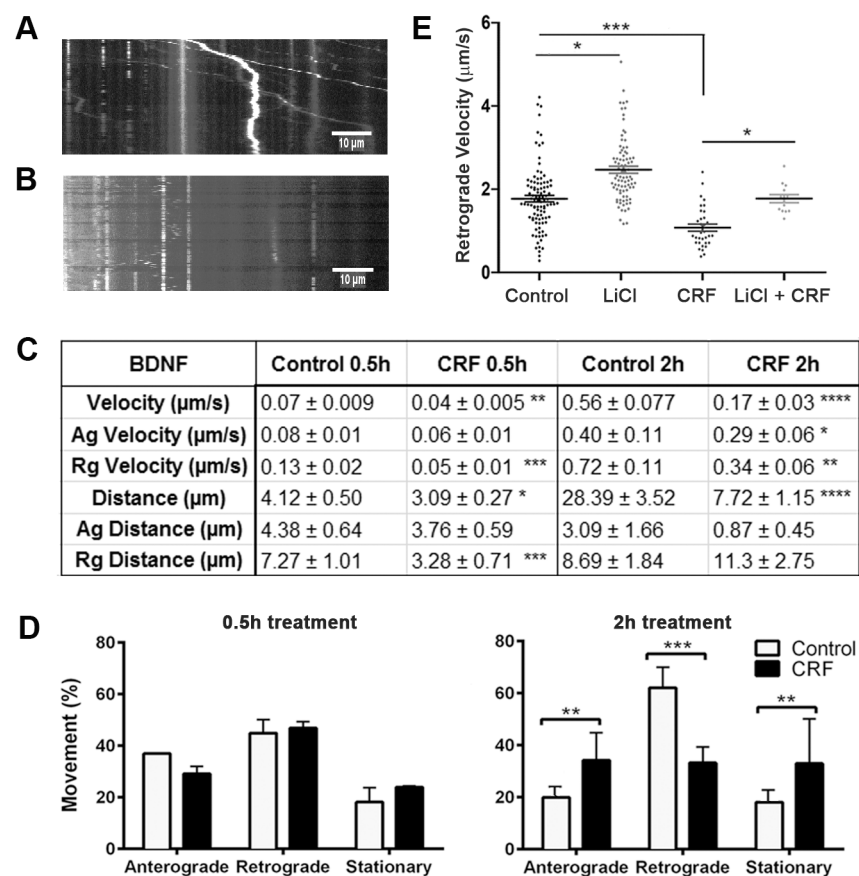 A
10 µm
B
10 µm
E
Retrograde Velocity (µm/s)
6
4
2
0
***
*
*
Control LiCl CRF LiCl + CRF
C
BDNF Control 0.5h CRF 0.5h Control 2h CRF 2h
Velocity (µm/s) 0.07 ± 0.009 0.04 ± 0.005 ** 0.56 ± 0.077 0.17 ± 0.03 ****
Ag Velocity (µm/s) 0.08 ± 0.01 0.06 ± 0.01 0.40 ± 0.11 0.29 ± 0.06 *
Rg Velocity (µm/s) 0.13 ± 0.02 0.05 ± 0.01 *** 0.72 ± 0.11 0.34 ± 0.06 **
Distance (µm) 4.12 ± 0.50 3.09 ± 0.27 * 28.39 ± 3.52 7.72 ± 1.15 ****
Ag Distance (µm) 4.38 ± 0.64 3.76 ± 0.59 3.09 ± 1.66 0.87 ± 0.45
Rg Distance (µm) 7.27 ± 1.01 3.28 ± 0.71 *** 8.69 ± 1.84 11.3 ± 2.75
D
0.5h treatment
Movement (%)
80
60
40
20
0
Anterograde Retrograde Stationary
2h treatment
80
60
40
20
0
**
***
**
Control
CRF
Anterograde Retrograde Stationary